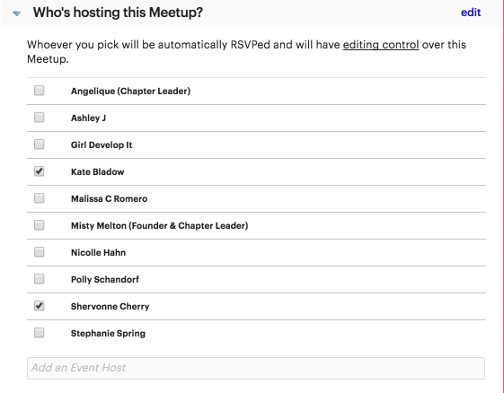 Who's hosting this Meetup?
edit
Whoever you pick will be automatically RSVPed and will have editing control over this
Meetup.
Angelique (Chapter Leader)
Ashley J
Girl Develop It
Kate Bladow
Malissa C Romero
Misty Melton (Founder & Chapter Leader)
Nicolle Hahn
Polly Schandorf
Shervonne Cherry
Stephanie Spring
Add an Event Host